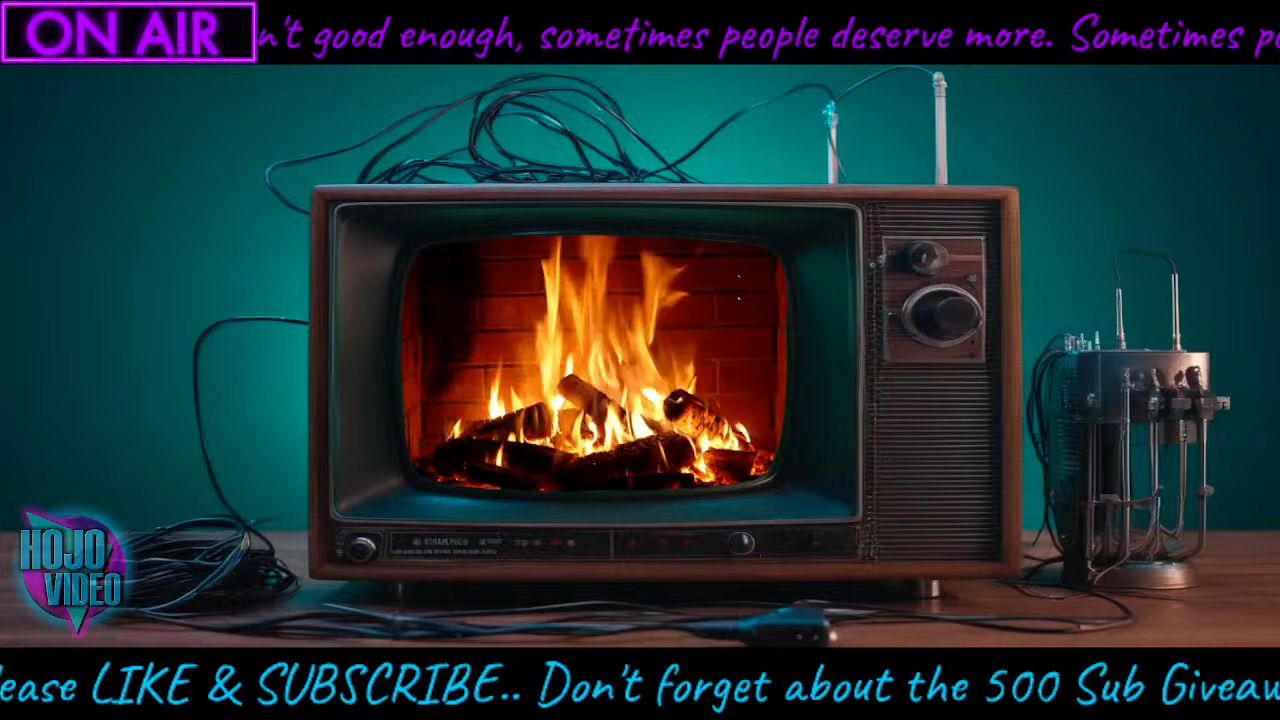 ON AIR
n't good enough, sometimes people deserve more. Sometimes p
HOJO
VIDEO
lease LIKE & SUBSCRIBE.. Don't forget about the 500 Sub Giveaw